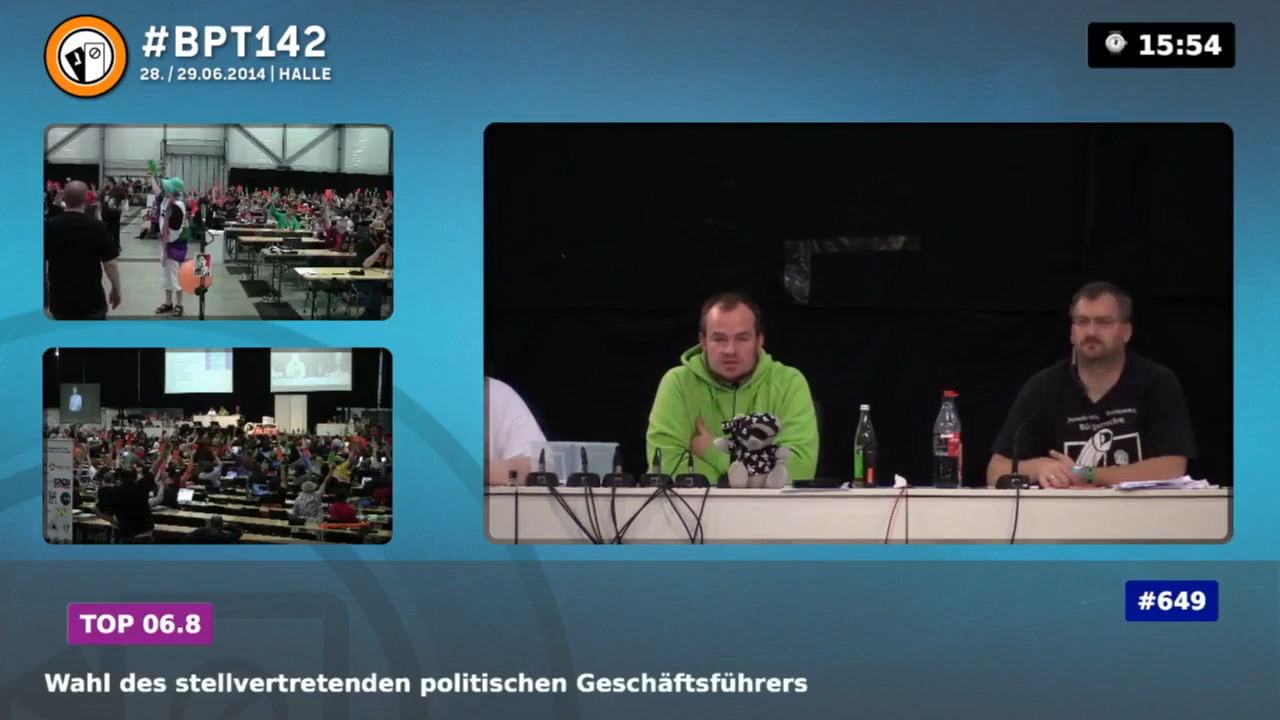 #BPT142
28. / 29.06.2014 | HALLE
15:54
#649
TOP 06.8
Wahl des stellvertretenden politischen Geschäftsführers